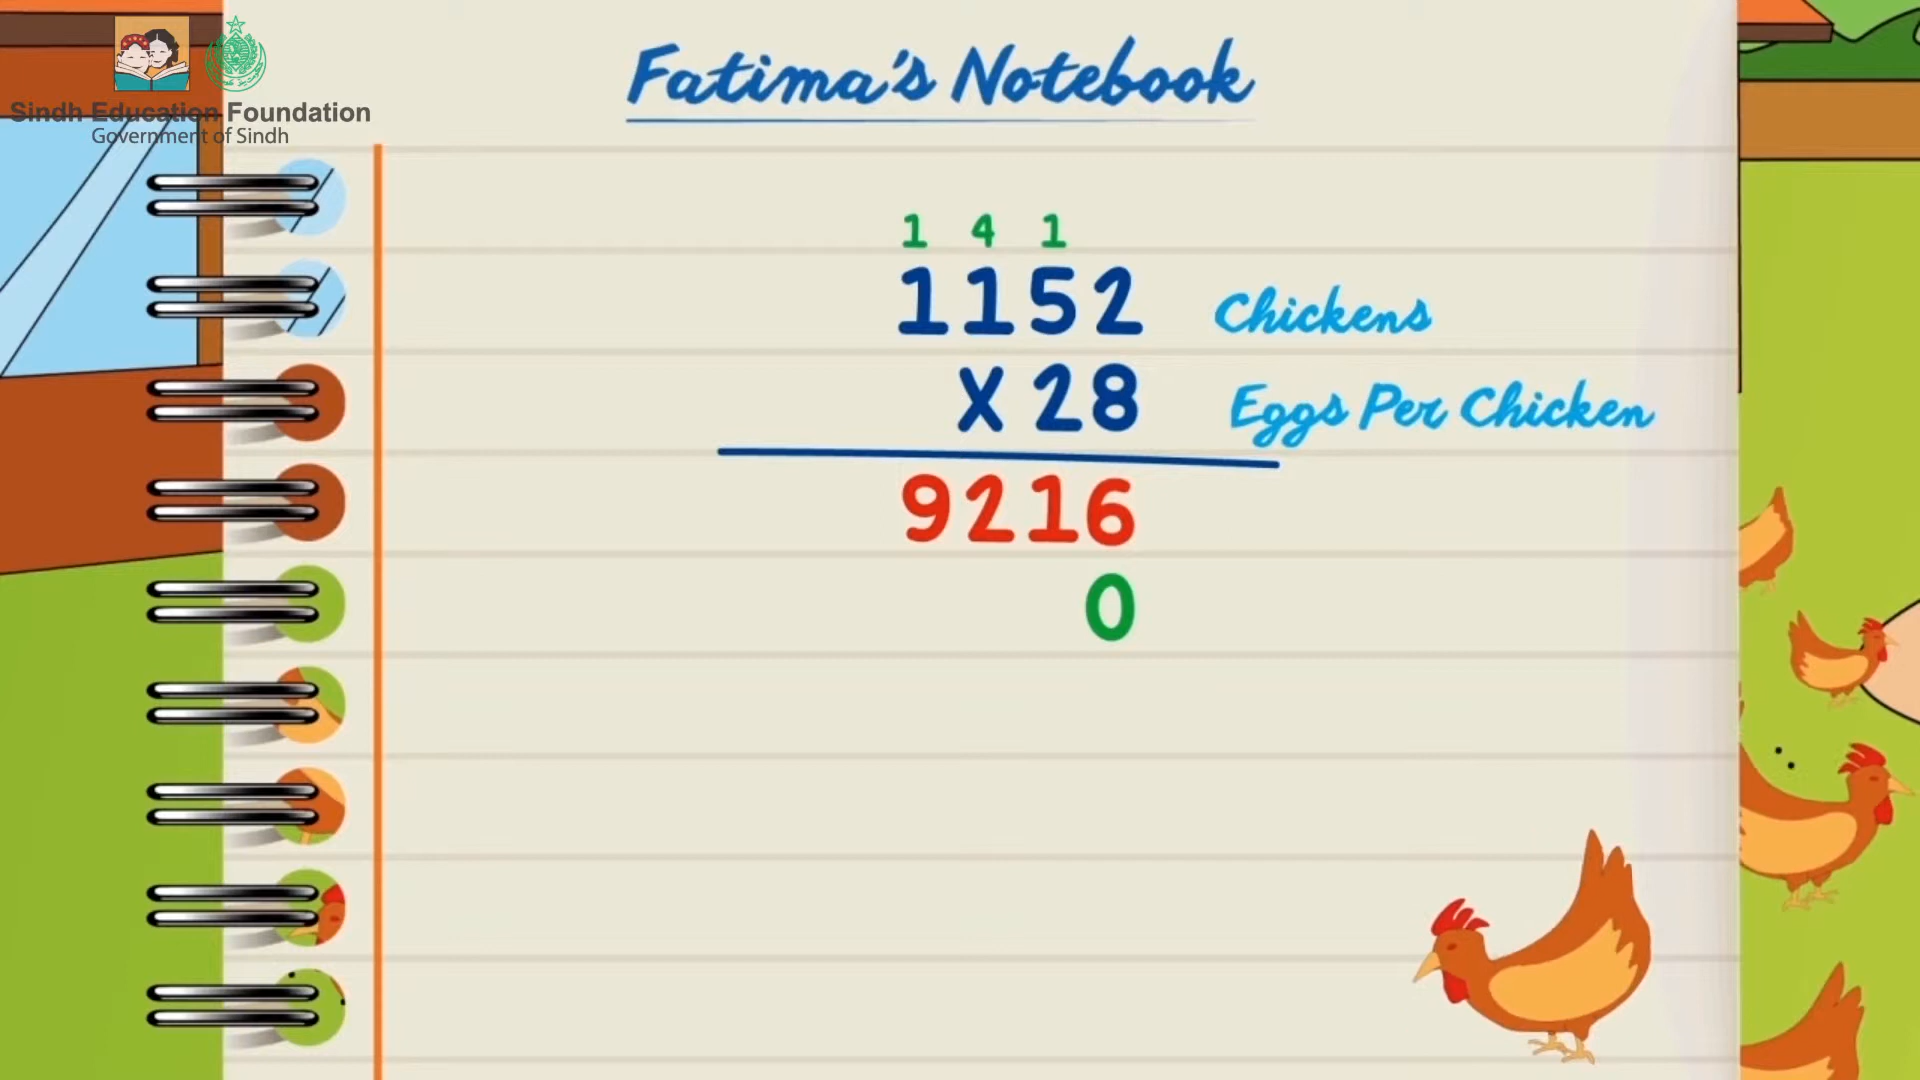 Sindh Education Foundation
Government of Sindh
Fatima's Notebook
1 4 1
1152 Chickens
X 28 Eggs Per Chicken
9216
0